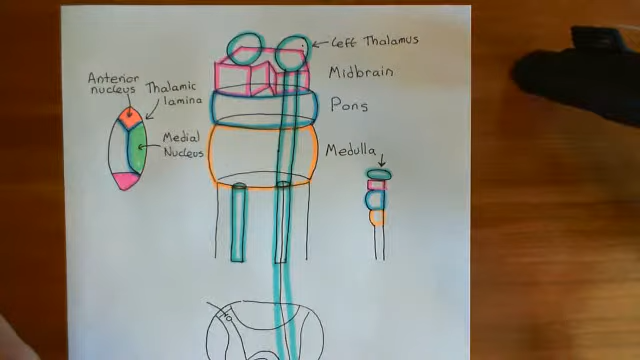 Left Thalamus
Midbrain
Pons
Medulla
Anterior
nucleus
Thalamic
lamina
Medial
Nucleus